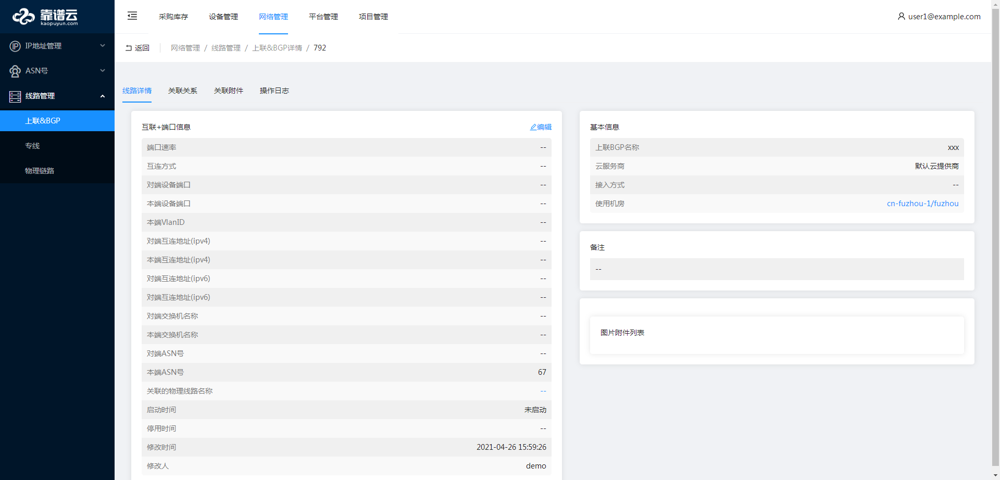 靠谱云
kaopuyun.com
采购库存
设备管理
网络管理
平台管理
项目管理
user1@example.com
IP地址管理
ASN号
线路管理
上联&BGP
专线
物理链路
返回
网络管理 / 线路管理 / 上联&BGP详情 / 792
线路详情
关联关系
关联附件
操作日志
互联+端口信息
编辑
端口速率 --
互连方式 --
对端设备端口 --
本端设备端口 --
本端VlanID --
对端互连地址(ipv4) --
本端互连地址(ipv4) --
对端互连地址(ipv6) --
对端互连地址(ipv6) --
对端交换机名称 --
本端交换机名称 --
对端ASN号 --
本端ASN号 67
关联的物理线路名称 --
启动时间 未启动
停用时间 --
修改时间 2021-04-26 15:59:26
修改人 demo
基本信息
上联BGP名称 xxx
云服务商 默认云提供商
接入方式 --
使用机房 cn-fuzhou-1/fuzhou
备注
--
图片附件列表